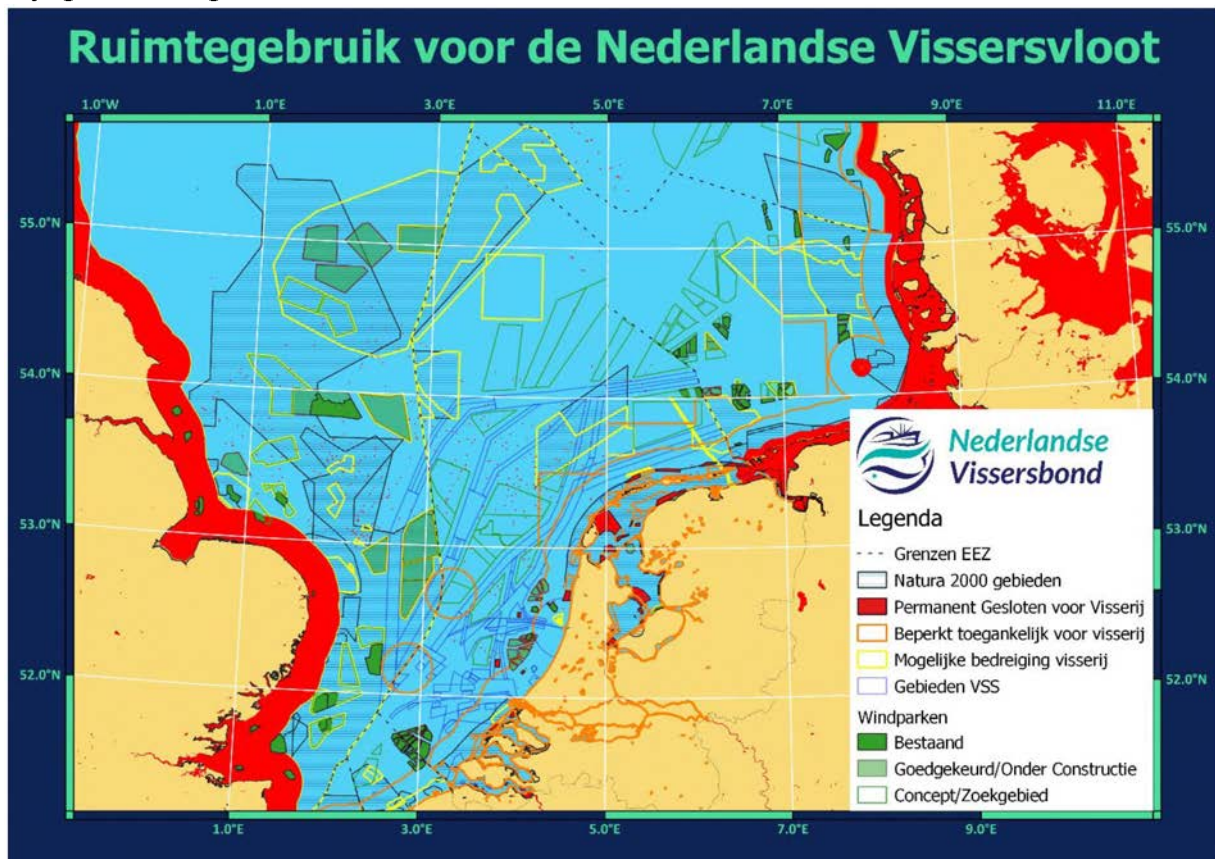 Ruimtegebruik voor de Nederlandse Vissersvloot
1.0°W 1.0°E 3.0°E 5.0°E 7.0°E 9.0°E 11.0°E
55.0°N 55.0°N
54.0°N 54.0°N
53.0°N 53.0°N
52.0°N 52.0°N
Nederlandse
Vissersbond
Legenda
Grenzen EEZ
Natura 2000 gebieden
Permanent Gesloten voor Visserij
Beperkt toegankelijk voor visserij
Mogelijke bedreiging visserij
Gebieden VSS
Windparken
Bestaand
Goedgekeurd/Onder Constructie
Concept/Zoekgebied
1.0°E 3.0°E 5.0°E 7.0°E 9.0°E